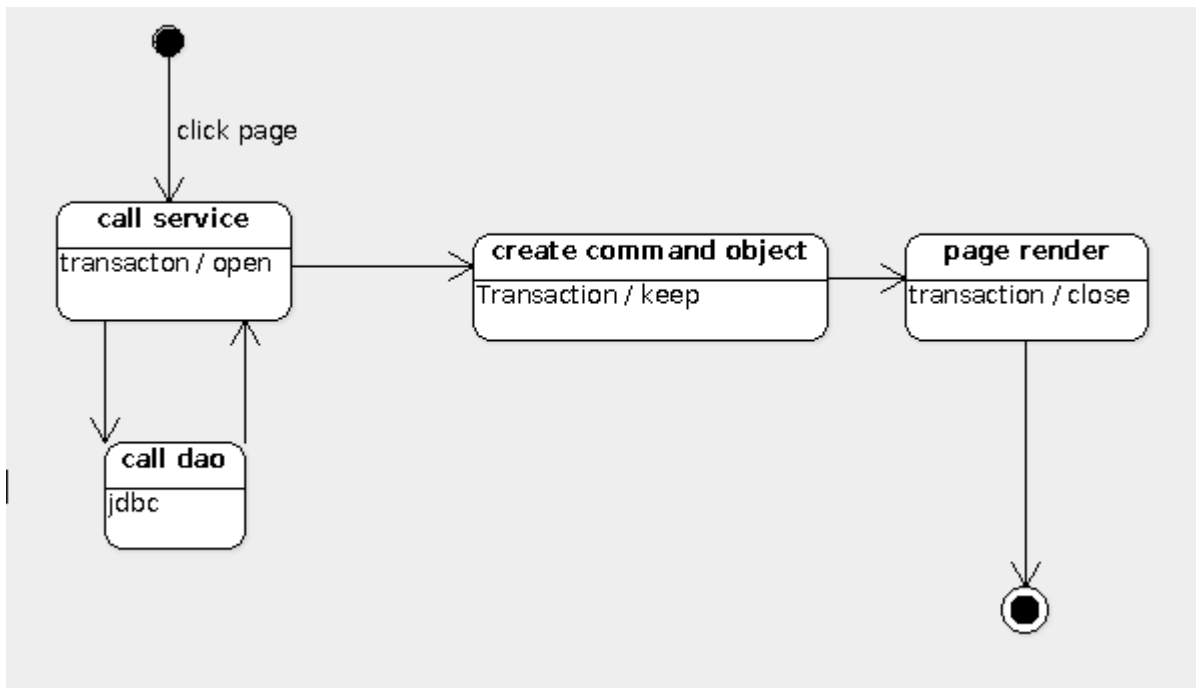 click page
call service
transacton / open
create command object
Transaction / keep
page render
transaction / close
call dao
jdbc